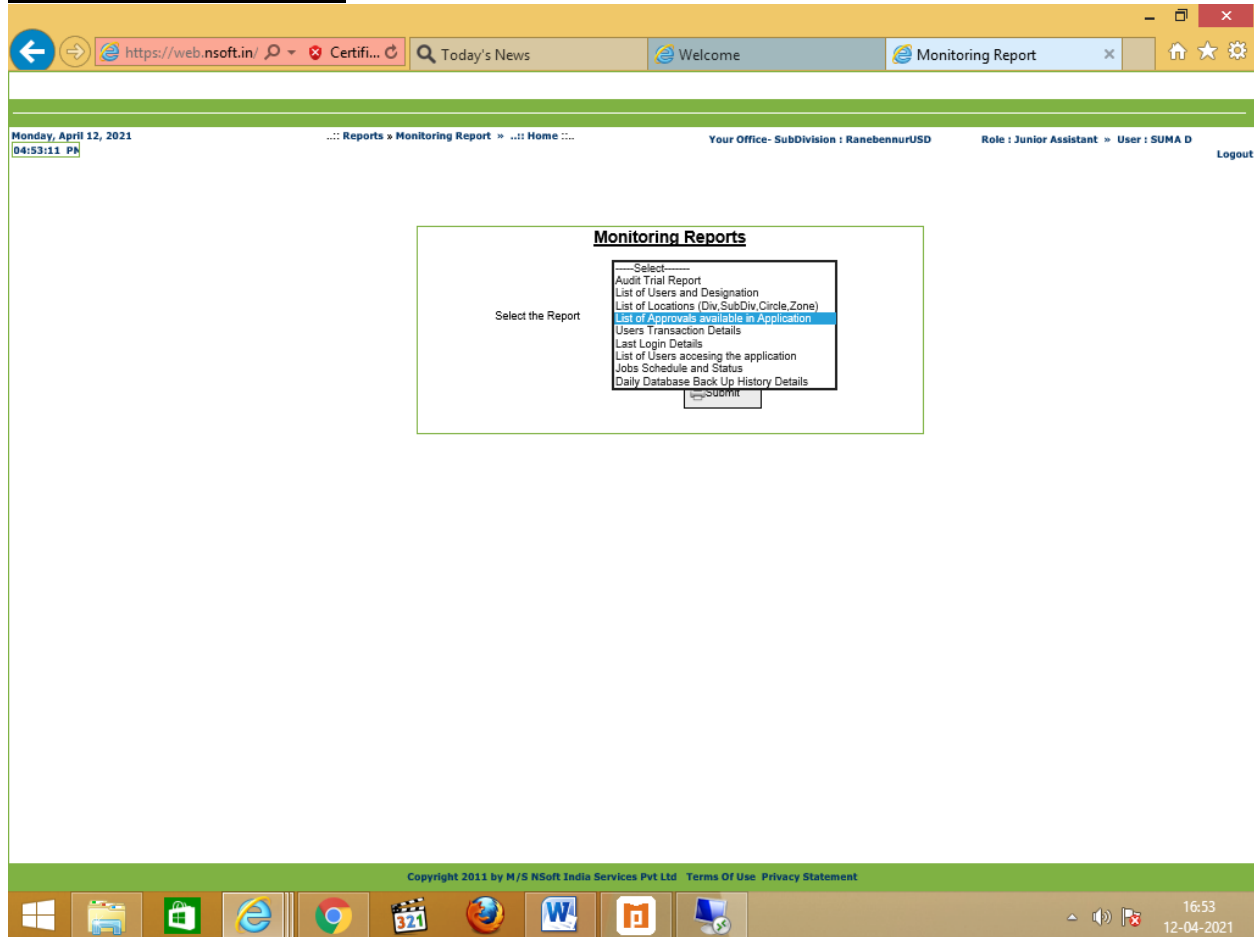 https://web.nsoft.in/
Certifi...
Today's News
Welcome
Monitoring Report
Monday, April 12, 2021
04:53:11 PM
..:: Reports » Monitoring Report » ..:: Home ::..
Your Office- SubDivision : RanebennurUSD
Role : Junior Assistant » User : SUMA D
Logout
Monitoring Reports
Select the Report
-----Select-------
Audit Trial Report
List of Users and Designation
List of Locations (Div,SubDiv,Circle,Zone)
List of Approvals available in Application
Users Transaction Details
Last Login Details
List of Users accesing the application
Jobs Schedule and Status
Daily Database Back Up History Details
Submit
Copyright 2011 by M/S NSoft India Services Pvt Ltd Terms Of Use Privacy Statement
321
16:53
12-04-2021